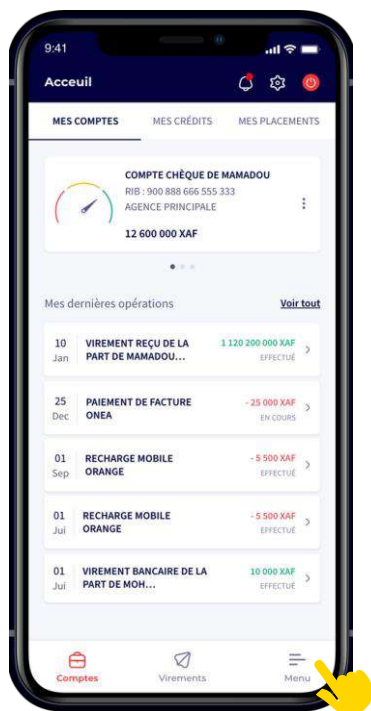 9:41
Acceuil
MES COMPTES MES CRÉDITS MES PLACEMENTS
COMPTE CHÈQUE DE MAMADOU
RIB : 900 888 666 555 333
AGENCE PRINCIPALE
12 600 000 XAF
Mes dernières opérations Voir tout
10 VIREMENT REÇU DE LA 1 120 200 000 XAF
Jan PART DE MAMADOU... EFFECTUÉ
25 PAIEMENT DE FACTURE - 25 000 XAF
Dec ONEA EN COURS
01 RECHARGE MOBILE - 5 500 XAF
Sep ORANGE EFFECTUÉ
01 RECHARGE MOBILE - 5 500 XAF
Jui ORANGE EFFECTUÉ
01 VIREMENT BANCAIRE DE LA 10 000 XAF
Jui PART DE MOH... EFFECTUÉ
Comptes Virements Menu